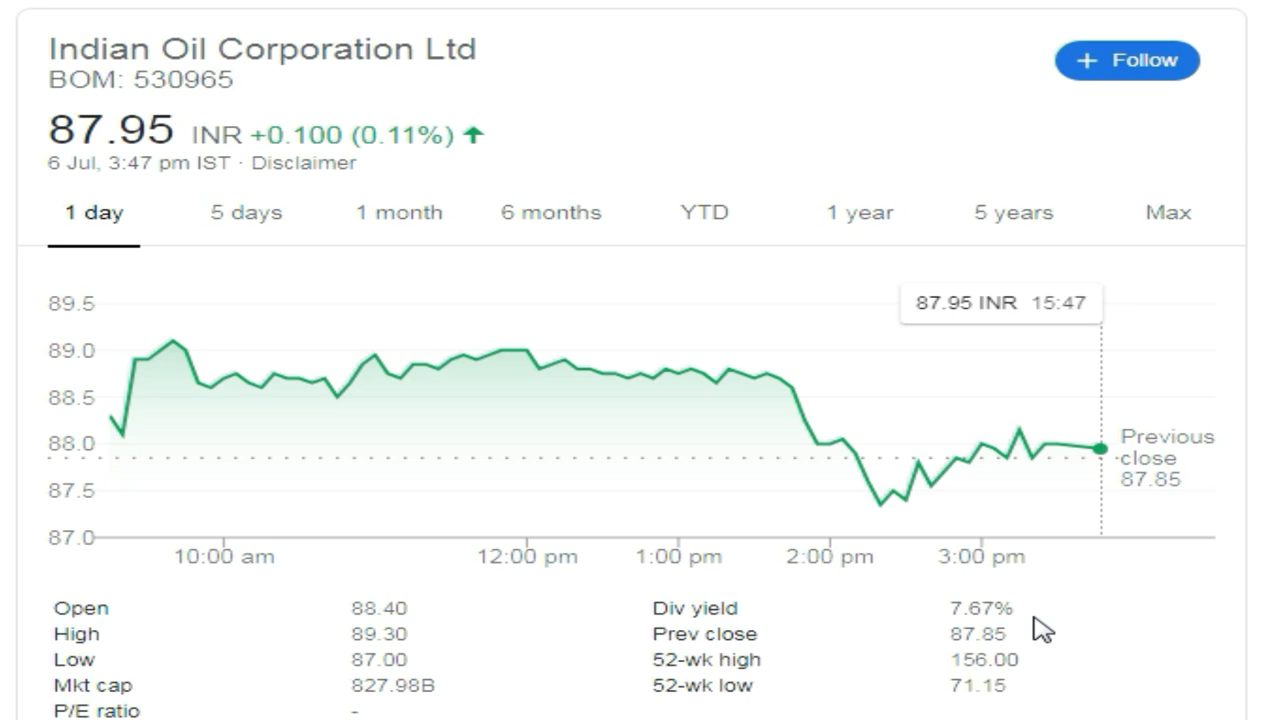 Indian Oil Corporation Ltd
BOM: 530965
+ Follow
87.95 INR +0.100 (0.11%) ↑
6 Jul, 3:47 pm IST · Disclaimer
1 day 5 days 1 month 6 months YTD 1 year 5 years Max
87.95 INR 15:47
89.5
89.0
88.5
88.0
87.5
87.0
Previous
close
87.85
10:00 am 12:00 pm 1:00 pm 2:00 pm 3:00 pm
Open 88.40 Div yield 7.67%
High 89.30 Prev close 87.85
Low 87.00 52-wk high 156.00
Mkt cap 827.98B 52-wk low 71.15
P/E ratio -